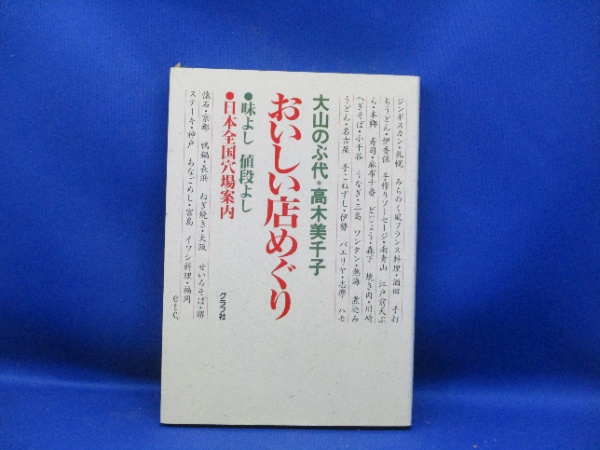 ジンギスカン・札幌 みちのく風フランス料理・酒田 手打
ちうどん・伊香保 手作りソーセージ・南青山 江戸前天ぷ
ら・本郷 寿司・麻布十番 どじょう・森下 焼き肉・川崎
へぎそば・小千谷 うなぎ・三島 ワンタン・熱海 煮込み
うどん・名古屋 手こねずし・伊勢 パエリヤ・志摩 ハモ
大山のぶ代・高木美千子
おいしい店めぐり
グラフ社
●味よし 値段よし
●日本全国穴場案内
懐石・京都 鴨鍋・長浜 ねぎ焼き・大阪 せいろそば・堺
ステーキ・神戸 あなごめし・宮島 イワシ料理・福岡
etc.